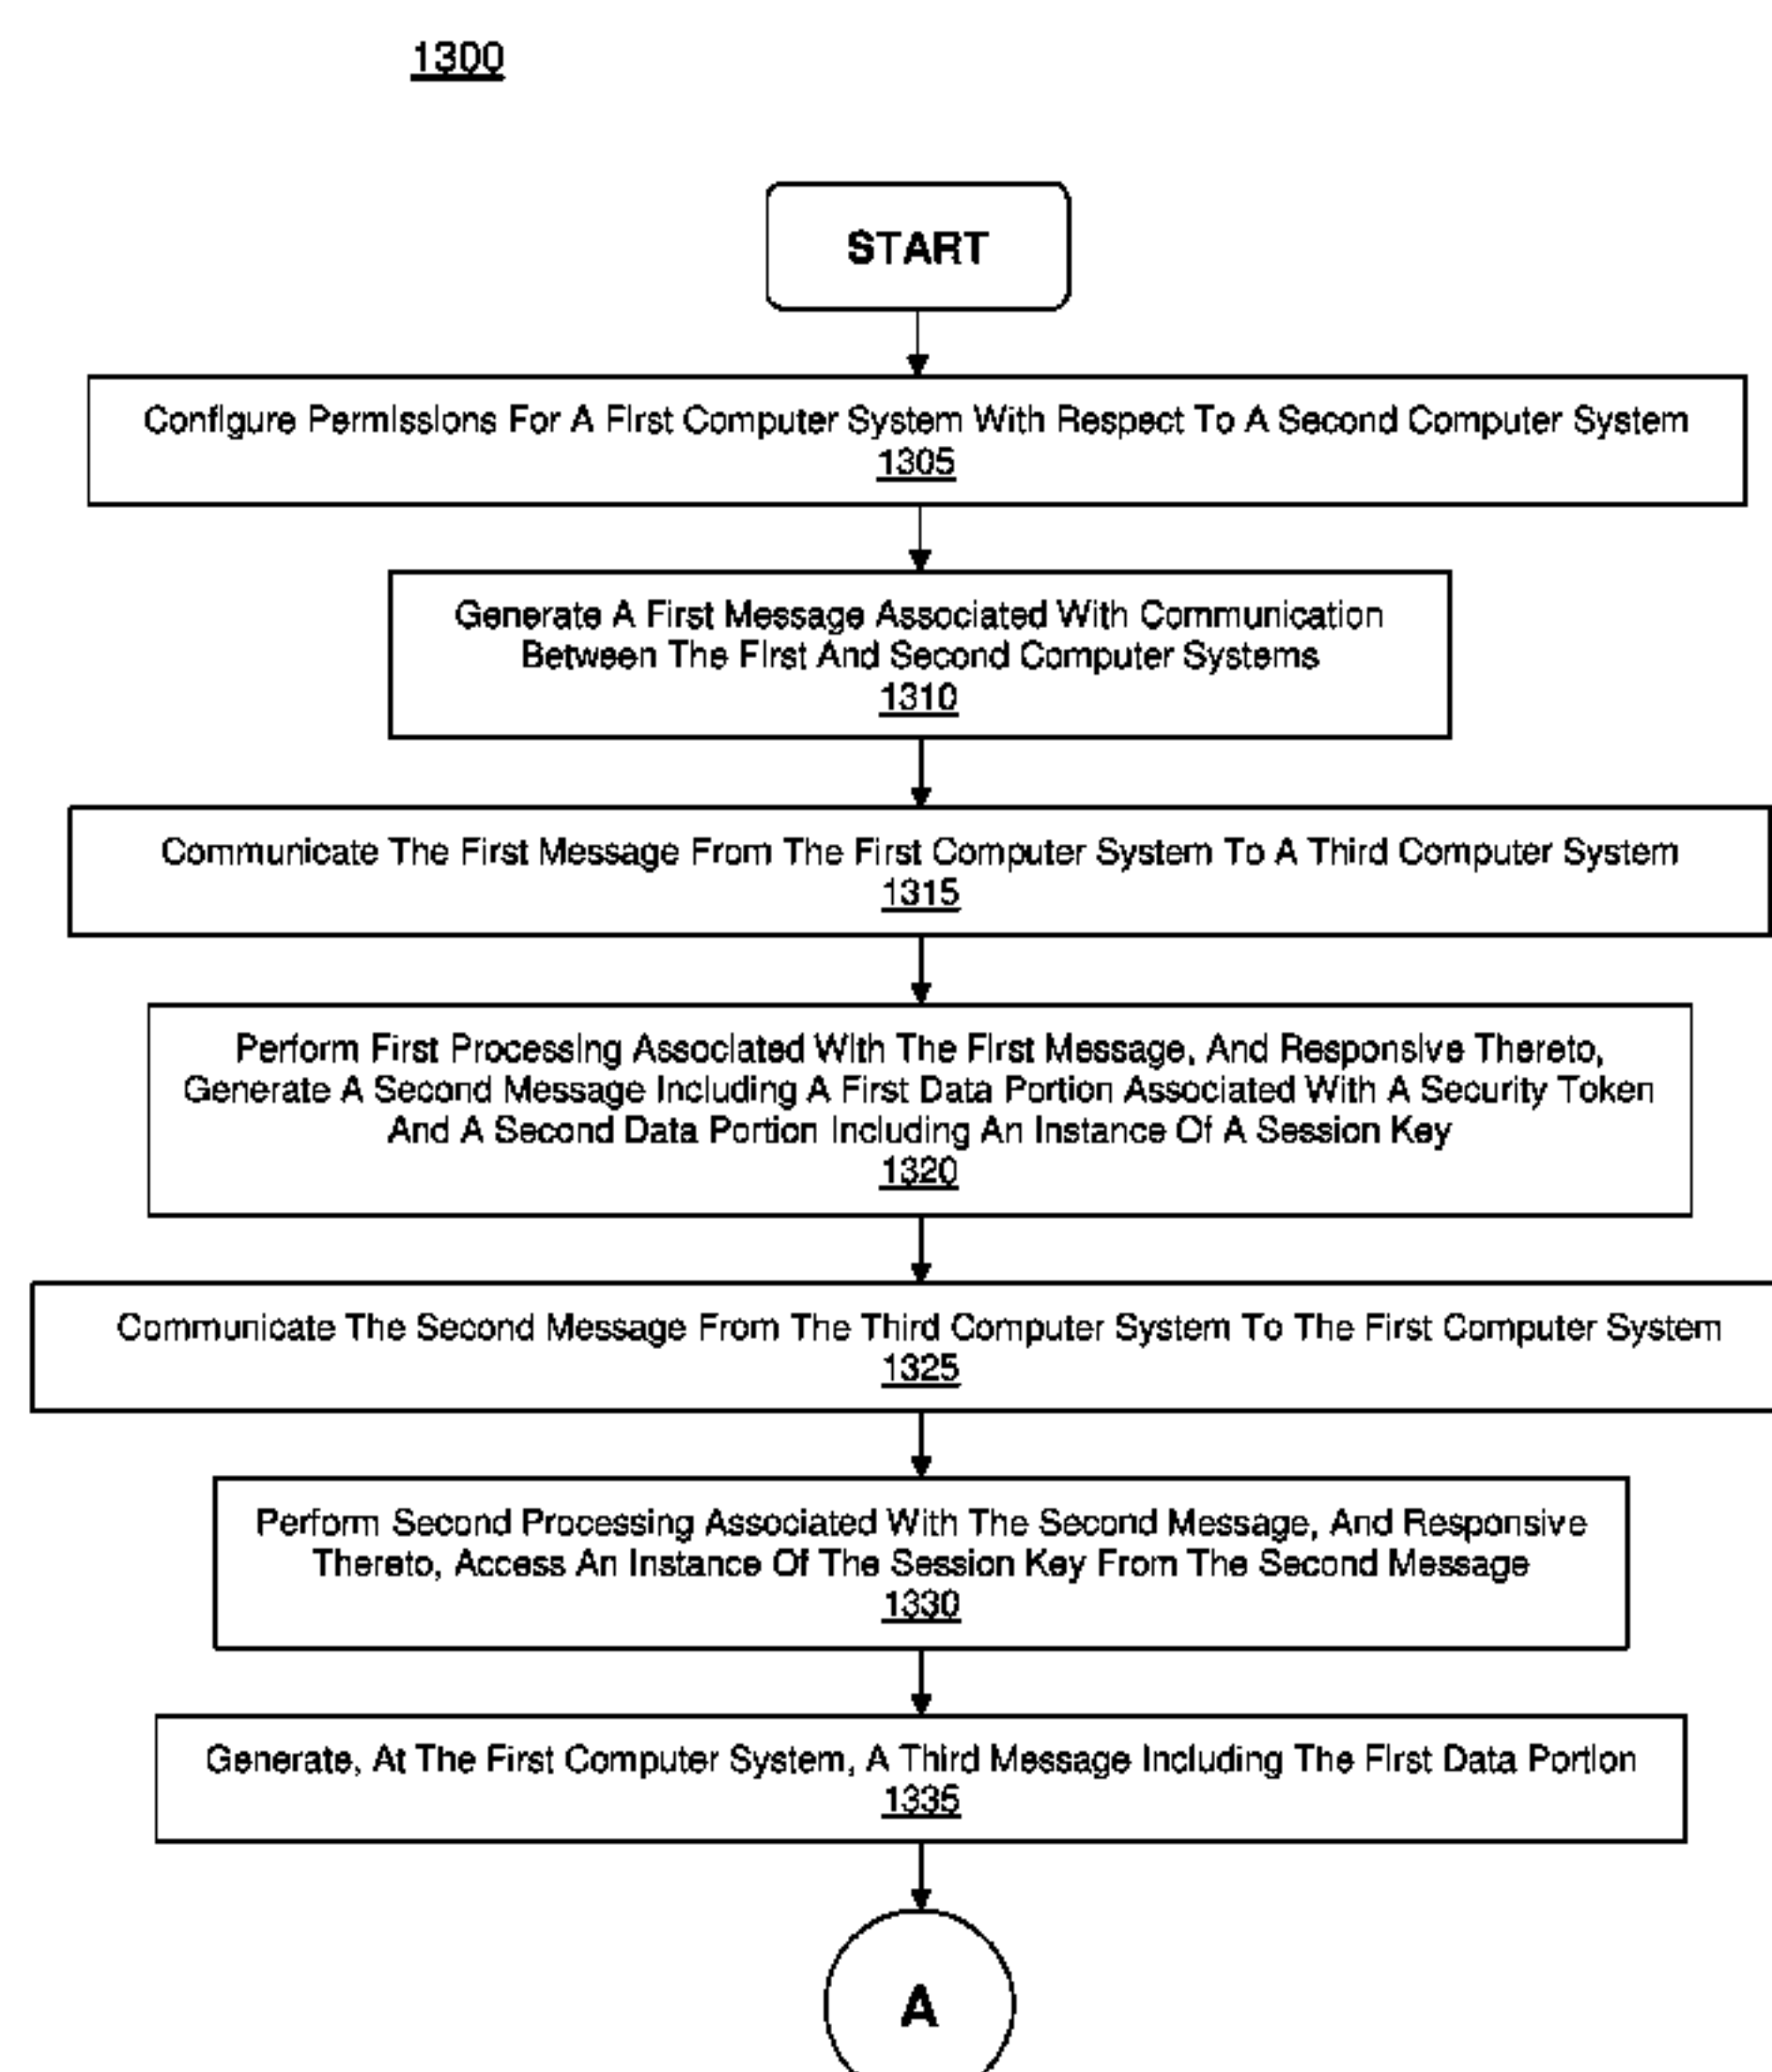 1300
START
Configure Permissions For A First Computer System With Respect To A Second Computer System
1305
Generate A First Message Associated With Communication
Between The First And Second Computer Systems
1310
Communicate The First Message From The First Computer System To A Third Computer System
1315
Perform First Processing Associated With The First Message, And Responsive Thereto,
Generate A Second Message Including A First Data Portion Associated With A Security Token
And A Second Data Portion Including An Instance Of A Session Key
1320
Communicate The Second Message From The Third Computer System To The First Computer System
1325
Perform Second Processing Associated With The Second Message, And Responsive
Thereto, Access An Instance Of The Session Key From The Second Message
1330
Generate, At The First Computer System, A Third Message Including The First Data Portion
1335
A